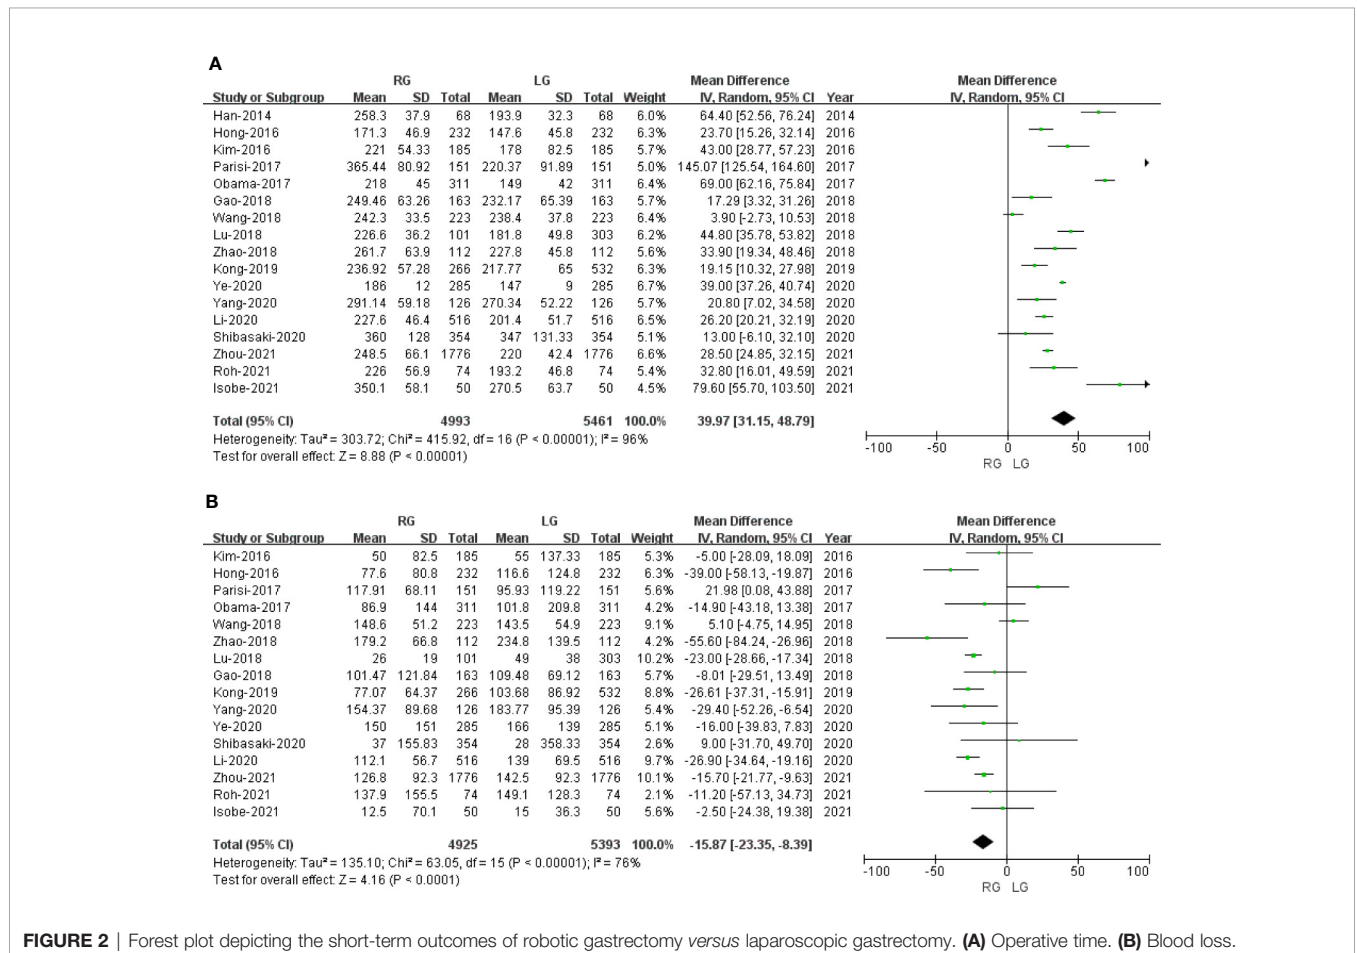 A
RG LG Mean Difference Mean Difference
Study or Subgroup Mean SD Total Mean SD Total Weight IV, Random, 95% CI Year IV, Random, 95% CI
Han-2014 258.3 37.9 68 193.9 32.3 68 6.0% 64.40 [52.56, 76.24] 2014
Hong-2016 171.3 46.9 232 147.6 45.8 232 6.3% 23.70 [15.26, 32.14] 2016
Kim-2016 221 54.33 185 178 82.5 185 5.7% 43.00 [28.77, 57.23] 2016
Parisi-2017 365.44 80.92 151 220.37 91.89 151 5.0% 145.07 [125.54, 164.60] 2017
Obama-2017 218 45 311 149 42 311 6.4% 69.00 [62.16, 75.84] 2017
Gao-2018 249.46 63.26 163 232.17 65.39 163 5.7% 17.29 [3.32, 31.26] 2018
Wang-2018 242.3 33.5 223 238.4 37.8 223 6.4% 3.90 [-2.73, 10.53] 2018
Lu-2018 226.6 36.2 101 181.8 49.8 303 6.2% 44.80 [35.78, 53.82] 2018
Zhao-2018 261.7 63.9 112 227.8 45.8 112 5.6% 33.90 [19.34, 48.46] 2018
Kong-2019 236.92 57.28 266 217.77 65 532 6.3% 19.15 [10.32, 27.98] 2019
Ye-2020 186 12 285 147 9 285 6.7% 39.00 [37.26, 40.74] 2020
Yang-2020 291.14 59.18 126 270.34 52.22 126 5.7% 20.80 [7.02, 34.58] 2020
Li-2020 227.6 46.4 516 201.4 51.7 516 6.5% 26.20 [20.21, 32.19] 2020
Shibasaki-2020 360 128 354 347 131.33 354 5.1% 13.00 [-6.10, 32.10] 2020
Zhou-2021 248.5 66.1 1776 220 42.4 1776 6.6% 28.50 [24.85, 32.15] 2021
Roh-2021 226 56.9 74 193.2 46.8 74 5.4% 32.80 [16.01, 49.59] 2021
Isobe-2021 350.1 58.1 50 270.5 63.7 50 4.5% 79.60 [55.70, 103.50] 2021
Total (95% CI) 4993 5461 100.0% 39.97 [31.15, 48.79]
Heterogeneity: Tau² = 303.72; Chi² = 415.92, df = 16 (P < 0.00001); I² = 96%
Test for overall effect: Z = 8.88 (P < 0.00001)
-100 -50 0 50 100
RG LG
B
RG LG Mean Difference Mean Difference
Study or Subgroup Mean SD Total Mean SD Total Weight IV, Random, 95% CI Year IV, Random, 95% CI
Kim-2016 50 82.5 185 55 137.33 185 5.3% -5.00 [-28.09, 18.09] 2016
Hong-2016 77.6 80.8 232 116.6 124.8 232 6.3% -39.00 [-58.13, -19.87] 2016
Parisi-2017 117.91 68.11 151 95.93 119.22 151 5.6% 21.98 [0.08, 43.88] 2017
Obama-2017 86.9 144 311 101.8 209.8 311 4.2% -14.90 [-43.18, 13.38] 2017
Wang-2018 148.6 51.2 223 143.5 54.9 223 9.1% 5.10 [-4.75, 14.95] 2018
Zhao-2018 179.2 66.8 112 234.8 139.5 112 4.2% -55.60 [-84.24, -26.96] 2018
Lu-2018 26 19 101 49 38 303 10.2% -23.00 [-28.66, -17.34] 2018
Gao-2018 101.47 121.84 163 109.48 69.12 163 5.7% -8.01 [-29.51, 13.49] 2018
Kong-2019 77.07 64.37 266 103.68 86.92 532 8.8% -26.61 [-37.31, -15.91] 2019
Yang-2020 154.37 89.68 126 183.77 95.39 126 5.4% -29.40 [-52.26, -6.54] 2020
Ye-2020 150 151 285 166 139 285 5.1% -16.00 [-39.83, 7.83] 2020
Shibasaki-2020 37 155.83 354 28 358.33 354 2.6% 9.00 [-31.70, 49.70] 2020
Li-2020 112.1 56.7 516 139 69.5 516 9.7% -26.90 [-34.64, -19.16] 2020
Zhou-2021 126.8 92.3 1776 142.5 92.3 1776 10.1% -15.70 [-21.77, -9.63] 2021
Roh-2021 137.9 155.5 74 149.1 128.3 74 2.1% -11.20 [-57.13, 34.73] 2021
Isobe-2021 12.5 70.1 50 15 36.3 50 5.6% -2.50 [-24.38, 19.38] 2021
Total (95% CI) 4925 5393 100.0% -15.87 [-23.35, -8.39]
Heterogeneity: Tau² = 135.10; Chi² = 63.05, df = 15 (P < 0.00001); I² = 76%
Test for overall effect: Z = 4.16 (P < 0.0001)
-100 -50 0 50 100
RG LG
FIGURE 2 | Forest plot depicting the short-term outcomes of robotic gastrectomy versus laparoscopic gastrectomy. (A) Operative time. (B) Blood loss.